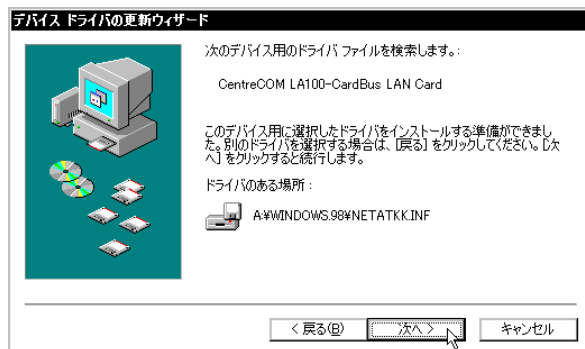 デバイス ドライバの更新ウィザード
次のデバイス用のドライバ ファイルを検索します。:
CentreCOM LA100-CardBus LAN Card
このデバイス用に選択したドライバをインストールする準備ができまし
た。別のドライバを選択する場合は、[戻る] をクリックしてください。[次
へ] をクリックすると続行します。
ドライバのある場所 :
A:¥WINDOWS.98¥NETATKK.INF
< 戻る(B)
次へ >
キャンセル